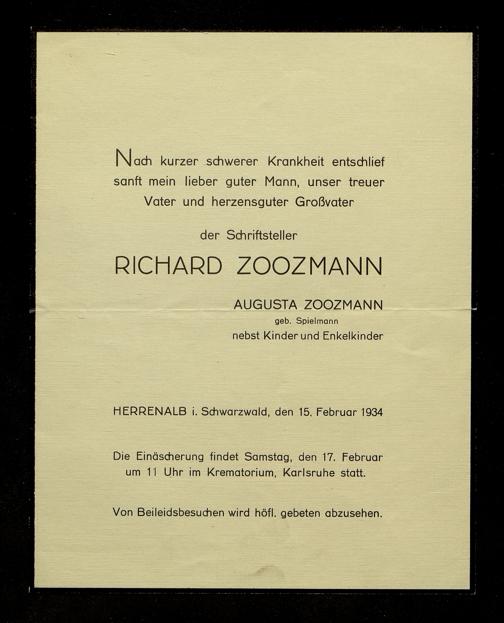 Nach kurzer schwerer Krankheit entschlief
sanft mein lieber guter Mann, unser treuer
Vater und herzensguter Großvater
der Schriftsteller
RICHARD ZOOZMANN
AUGUSTA ZOOZMANN
geb. Spielmann
nebst Kinder und Enkelkinder
HERRENALB i. Schwarzwald, den 15. Februar 1934
Die Einäscherung findet Samstag, den 17. Februar
um 11 Uhr im Krematorium, Karlsruhe statt.
Von Beileidsbesuchen wird höfl. gebeten abzusehen.